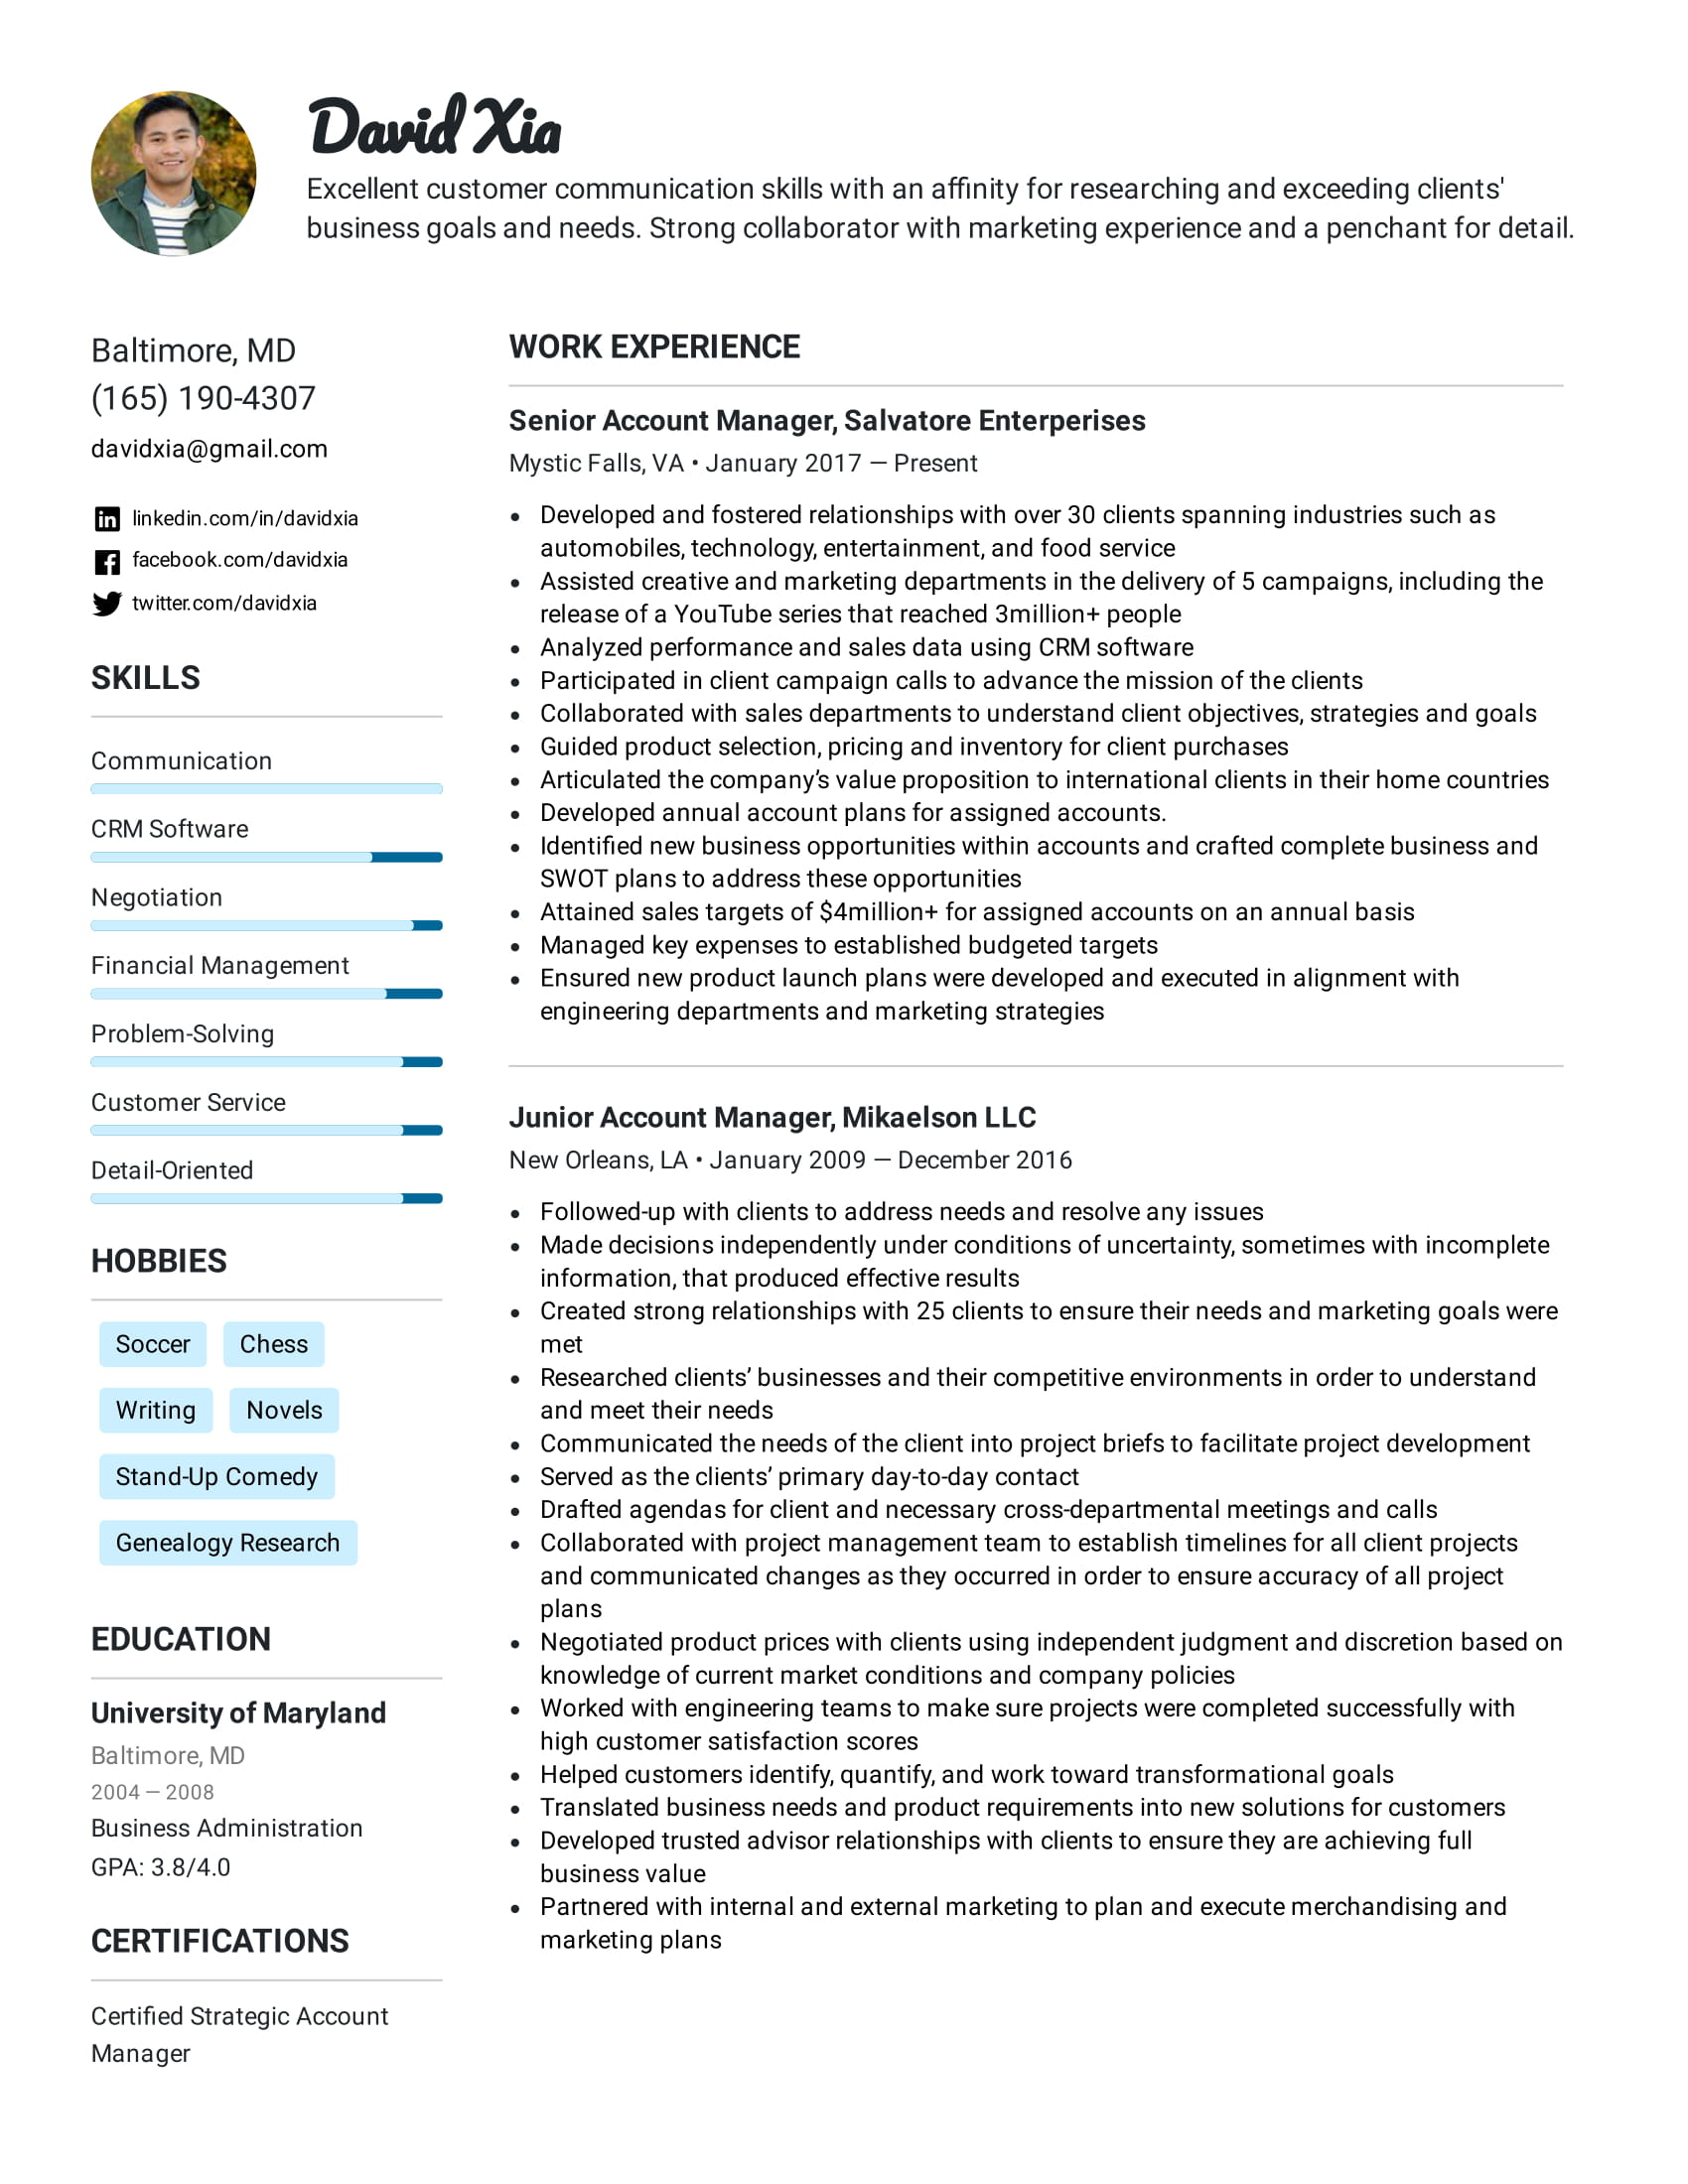 David Xia
Excellent customer communication skills with an affinity for researching and exceeding clients'
business goals and needs. Strong collaborator with marketing experience and a penchant for detail.
Baltimore, MD
(165) 190-4307
davidxia@gmail.com
linkedin.com/in/davidxia
facebook.com/davidxia
twitter.com/davidxia
SKILLS
Communication
CRM Software
Negotiation
Financial Management
Problem-Solving
Customer Service
Detail-Oriented
HOBBIES
Soccer Chess
Writing Novels
Stand-Up Comedy
Genealogy Research
EDUCATION
University of Maryland
Baltimore, MD
2004 — 2008
Business Administration
GPA: 3.8/4.0
CERTIFICATIONS
Certified Strategic Account
Manager
WORK EXPERIENCE
Senior Account Manager, Salvatore Enterperises
Mystic Falls, VA • January 2017 — Present
• Developed and fostered relationships with over 30 clients spanning industries such as
automobiles, technology, entertainment, and food service
• Assisted creative and marketing departments in the delivery of 5 campaigns, including the
release of a YouTube series that reached 3million+ people
• Analyzed performance and sales data using CRM software
• Participated in client campaign calls to advance the mission of the clients
• Collaborated with sales departments to understand client objectives, strategies and goals
• Guided product selection, pricing and inventory for client purchases
• Articulated the company’s value proposition to international clients in their home countries
• Developed annual account plans for assigned accounts.
• Identified new business opportunities within accounts and crafted complete business and
SWOT plans to address these opportunities
• Attained sales targets of $4million+ for assigned accounts on an annual basis
• Managed key expenses to established budgeted targets
• Ensured new product launch plans were developed and executed in alignment with
engineering departments and marketing strategies
Junior Account Manager, Mikaelson LLC
New Orleans, LA • January 2009 — December 2016
• Followed-up with clients to address needs and resolve any issues
• Made decisions independently under conditions of uncertainty, sometimes with incomplete
information, that produced effective results
• Created strong relationships with 25 clients to ensure their needs and marketing goals were
met
• Researched clients’ businesses and their competitive environments in order to understand
and meet their needs
• Communicated the needs of the client into project briefs to facilitate project development
• Served as the clients’ primary day-to-day contact
• Drafted agendas for client and necessary cross-departmental meetings and calls
• Collaborated with project management team to establish timelines for all client projects
and communicated changes as they occurred in order to ensure accuracy of all project
plans
• Negotiated product prices with clients using independent judgment and discretion based on
knowledge of current market conditions and company policies
• Worked with engineering teams to make sure projects were completed successfully with
high customer satisfaction scores
• Helped customers identify, quantify, and work toward transformational goals
• Translated business needs and product requirements into new solutions for customers
• Developed trusted advisor relationships with clients to ensure they are achieving full
business value
• Partnered with internal and external marketing to plan and execute merchandising and
marketing plans